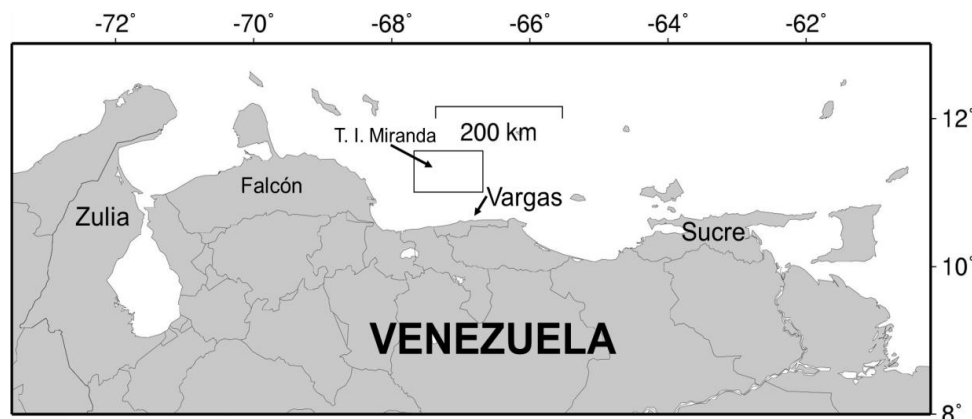 -72˚ -70˚ -68˚ -66˚ -64˚ -62˚
12˚
200 km
T. I. Miranda
Falcón
Vargas
Zulia
Sucre
10˚
VENEZUELA
8˚